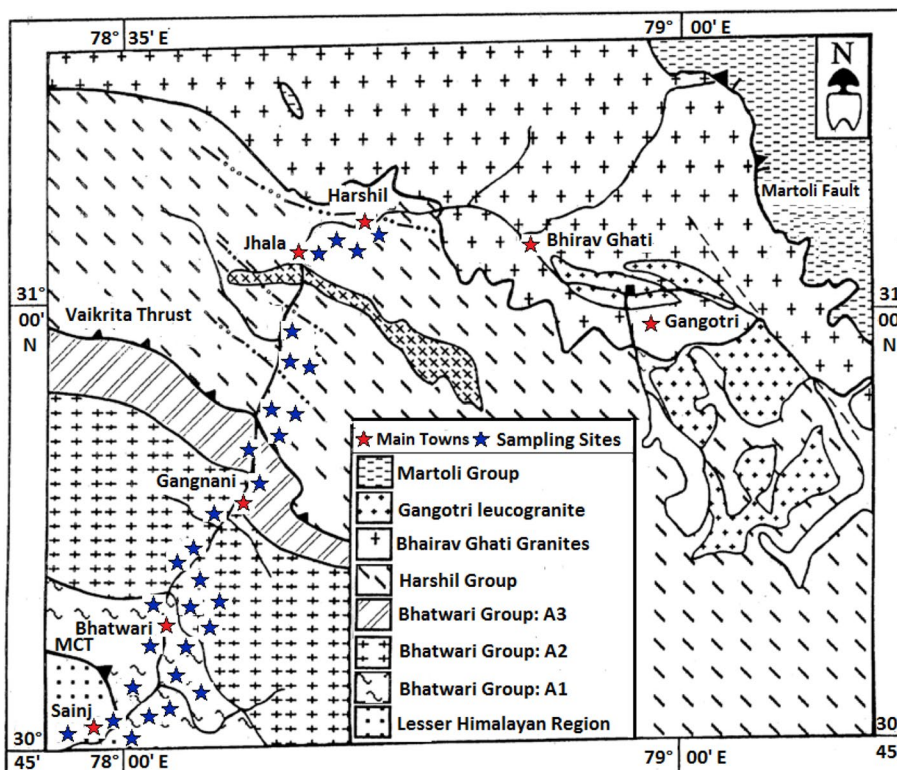 78° 35' E
79° 00' E
N
Martoli Fault
Harshil
Jhala
Bhirav Ghati
31°
00'
N
31°
00'
N
Vaikrita Thrust
Gangotri
Main Towns
Sampling Sites
Martoli Group
Gangnani
Gangotri leucogranite
Bhairav Ghati Granites
Harshil Group
Bhatwari Group: A3
Bhatwari
MCT
Bhatwari Group: A2
Bhatwari Group: A1
Sainj
Lesser Himalayan Region
30°
45'
30°
45'
78° 00' E
79° 00' E